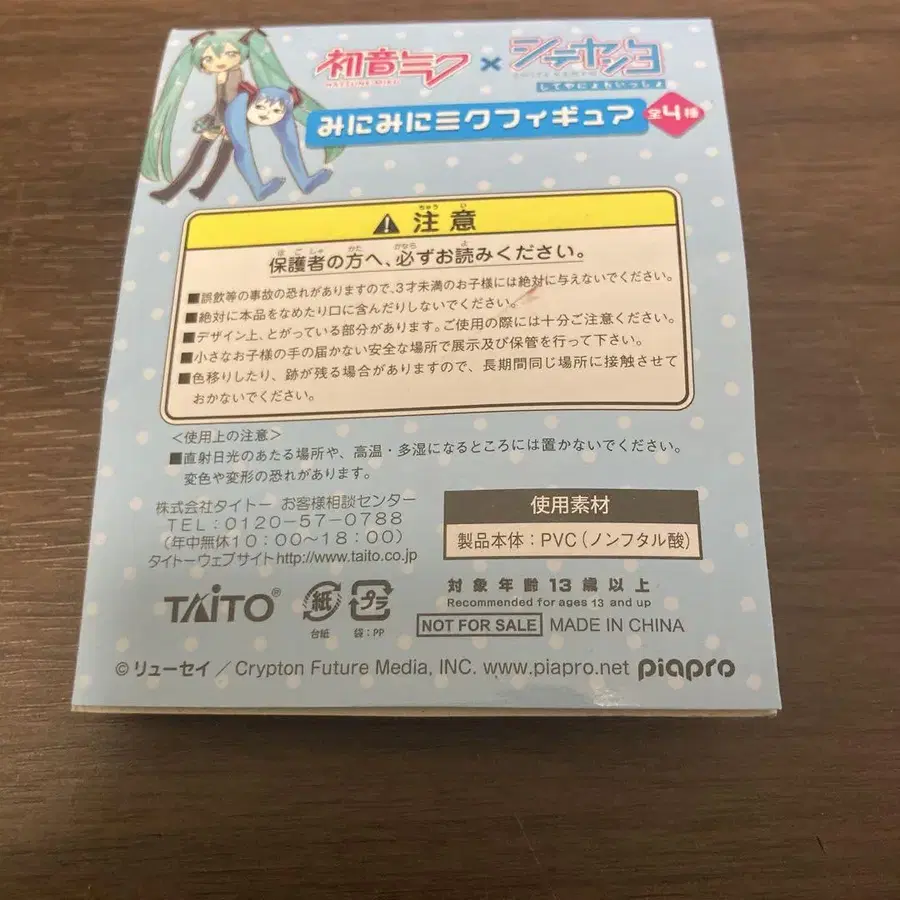 初音ミク × シテヤンヨ
HATSUNE MIKU
してやにょもいっしょ
みにみにミクフィギュア 全4種
注意
保護者の方へ、必ずお読みください。
■誤飲等の事故の恐れがありますので、3才未満のお子様には絶対に与えないでください。
■絶対に本品をなめたり口に含んだりしないでください。
■デザイン上、とがっている部分があります。ご使用の際には十分ご注意ください。
■小さなお子様の手の届かない安全な場所で展示及び保管を行って下さい。
■色移りしたり、跡が残る場合がありますので、長期間同じ場所に接触させて
おかないでください。
＜使用上の注意＞
■直射日光のあたる場所や、高温・多湿になるところには置かないでください。
変色や変形の恐れがあります。
株式会社タイトー お客様相談センター
TEL：0120-57-0788
(年中無休10：00～18：00)
タイトーウェブサイトhttp://www.taito.co.jp
使用素材
製品本体：PVC(ノンフタル酸)
TAITO®
紙
台紙
プラ
袋：PP
対象年齢13歳以上
Recommended for ages 13 and up
NOT FOR SALE MADE IN CHINA
© リューセイ / Crypton Future Media, INC. www.piapro.net piapro